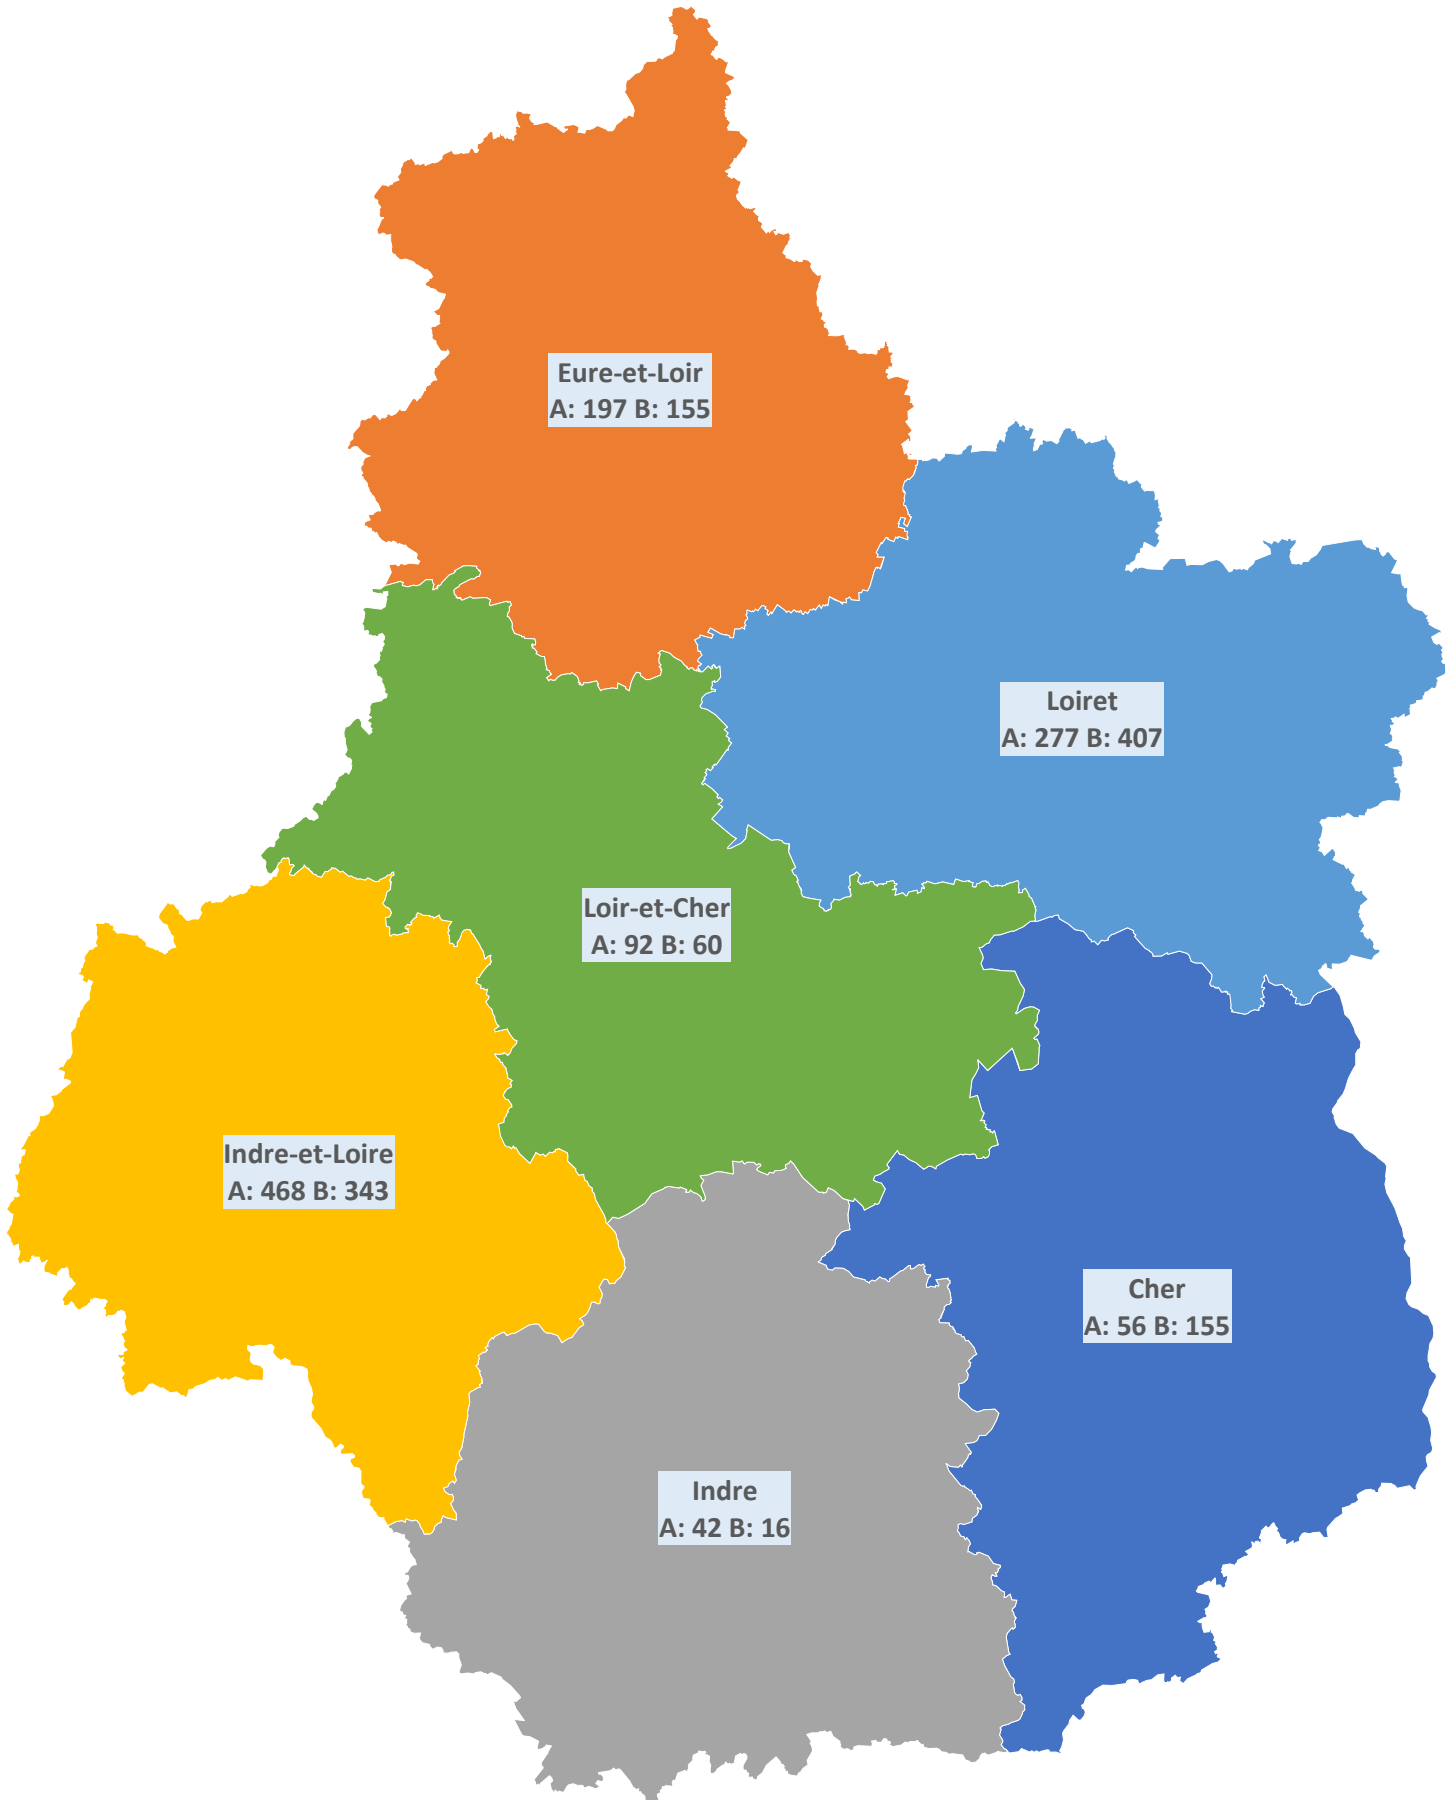 Eure-et-Loir
A: 197 B: 155
Loiret
A: 277 B: 407
Loir-et-Cher
A: 92 B: 60
Indre-et-Loire
A: 468 B: 343
Cher
A: 56 B: 155
Indre
A: 42 B: 16